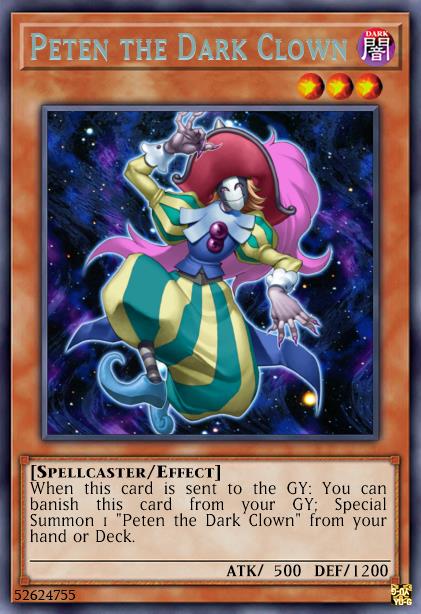 Peten the Dark Clown
DARK
闇
[Spellcaster/Effect]
When this card is sent to the GY: You can
banish this card from your GY; Special
Summon 1 "Peten the Dark Clown" from your
hand or Deck.
ATK/ 500 DEF/1200
52624755